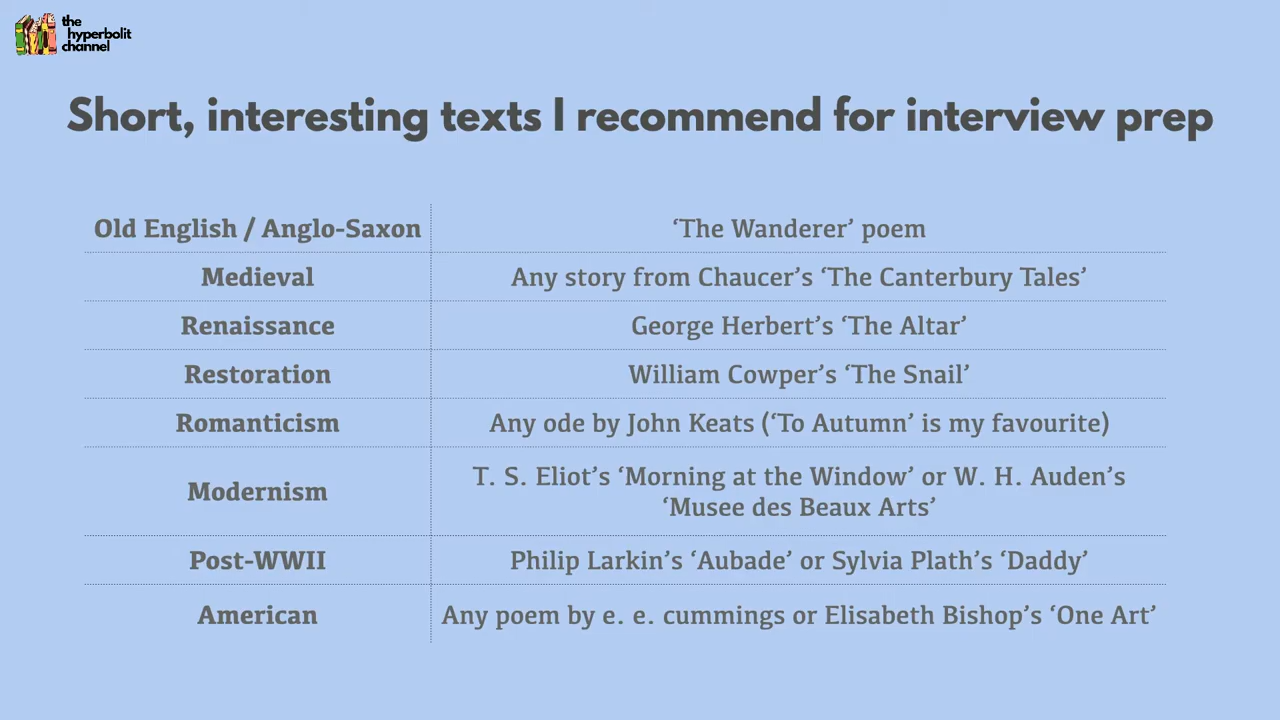 the
hyperbolit
channel
Short, interesting texts I recommend for interview prep
Old English / Anglo-Saxon
‘The Wanderer’ poem
Medieval
Any story from Chaucer’s ‘The Canterbury Tales’
Renaissance
George Herbert’s ‘The Altar’
Restoration
William Cowper’s ‘The Snail’
Romanticism
Any ode by John Keats (‘To Autumn’ is my favourite)
Modernism
T. S. Eliot’s ‘Morning at the Window’ or W. H. Auden’s
‘Musee des Beaux Arts’
Post-WWII
Philip Larkin’s ‘Aubade’ or Sylvia Plath’s ‘Daddy’
American
Any poem by e. e. cummings or Elisabeth Bishop’s ‘One Art’